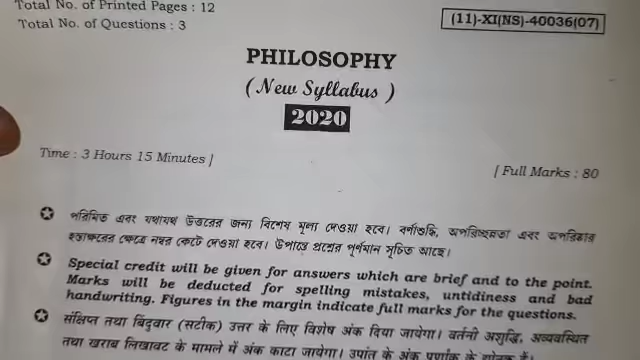 Total No. of Printed Pages : 12
Total No. of Questions : 3
(11)-XI(NS)-40036(07)
PHILOSOPHY
( New Syllabus )
2020
Time : 3 Hours 15 Minutes ]
[ Full Marks : 80
পরিমিত এবং যথাযথ উত্তরের জন্য বিশেষ মূল্য দেওয়া হবে। বর্ণাশুদ্ধি, অপরিচ্ছন্নতা এবং অপরিষ্কার
হস্তাক্ষরের ক্ষেত্রে নম্বর কেটে দেওয়া হবে। উপান্তে প্রশ্নের পূর্ণমান সূচিত আছে।
Special credit will be given for answers which are brief and to the point.
Marks will be deducted for spelling mistakes, untidiness and bad
handwriting. Figures in the margin indicate full marks for the questions.
संक्षिप्त तथा बिंदुवार (सटीक) उत्तर के लिए विशेष अंक दिया जायेगा। वर्तनी अशुद्धि, अव्यवस्थित
तथा खराब लिखावट के मामले में अंक काटा जायेगा। उपांत के अंक पूर्णांक के द्योतक हैं।